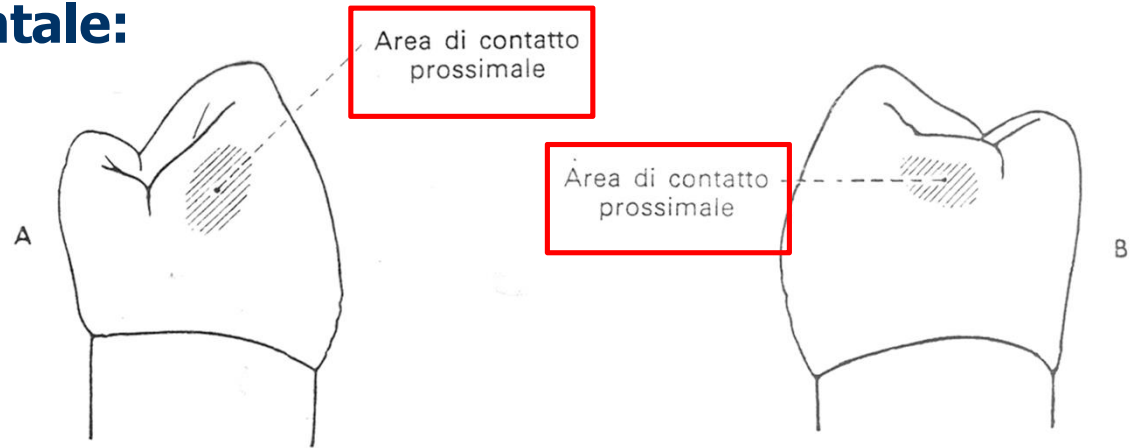 ntale:
Area di contatto
prossimale
Area di contatto
prossimale
A
B